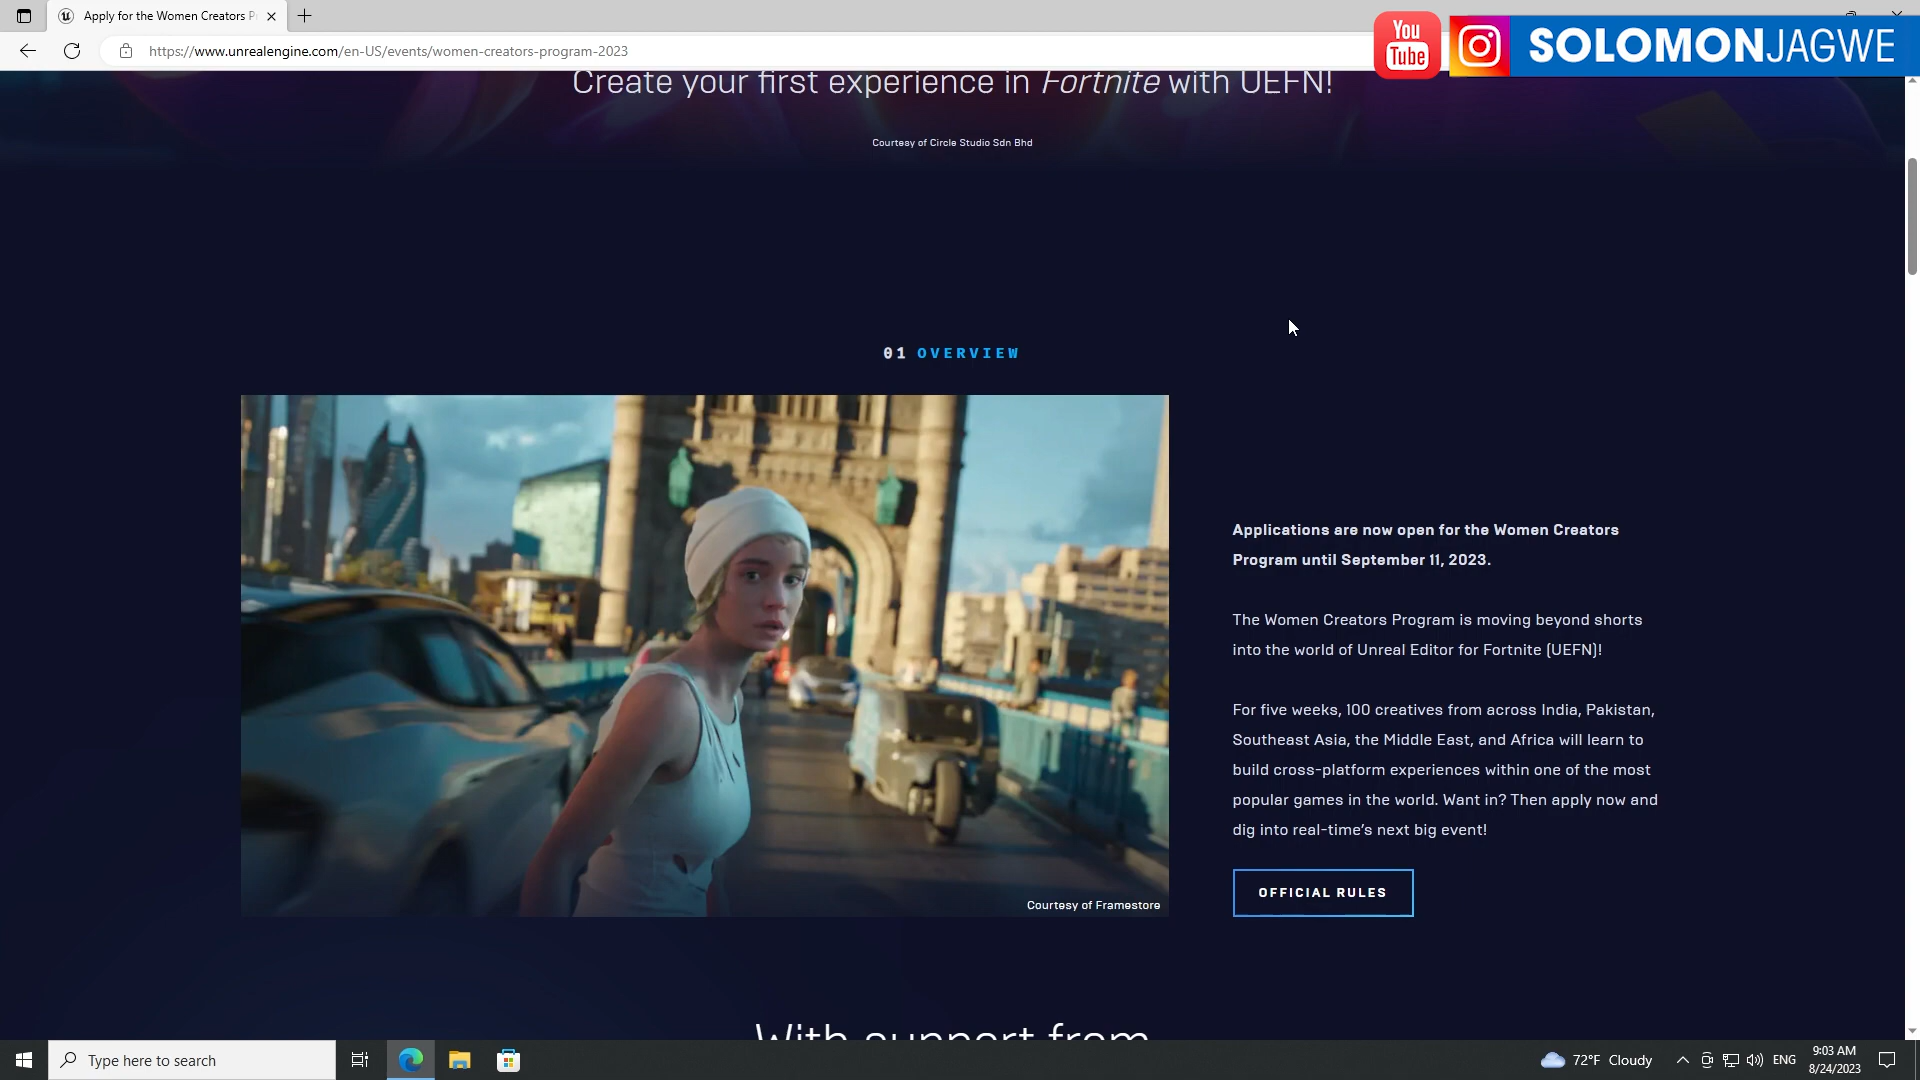 Apply for the Women Creators P
https://www.unrealengine.com/en-US/events/women-creators-program-2023
You
Tube
SOLOMONJAGWE
Create your first experience in Fortnite with UEFN!
Courtesy of Circle Studio Sdn Bhd
01 OVERVIEW
Applications are now open for the Women Creators
Program until September 11, 2023.
The Women Creators Program is moving beyond shorts
into the world of Unreal Editor for Fortnite (UEFN)!
For five weeks, 100 creatives from across India, Pakistan,
Southeast Asia, the Middle East, and Africa will learn to
build cross-platform experiences within one of the most
popular games in the world. Want in? Then apply now and
dig into real-time's next big event!
Courtesy of Framestore
OFFICIAL RULES
With support from
Type here to search
72°F Cloudy
ENG
9:03 AM
8/24/2023